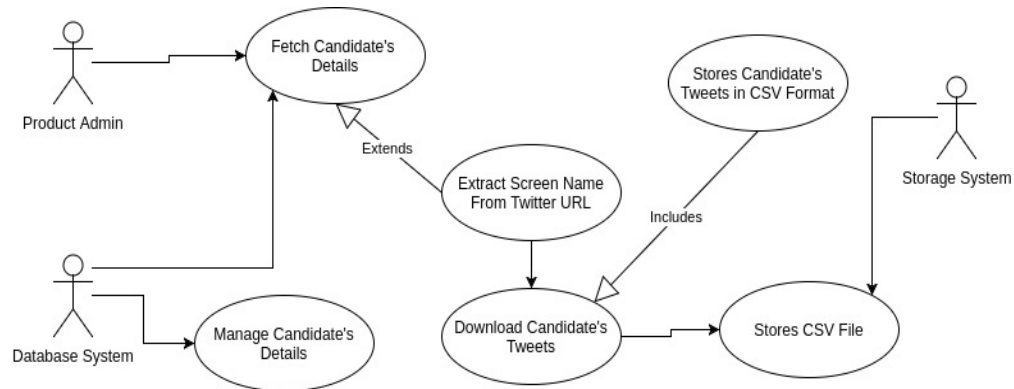 Fetch Candidate's
Details
Product Admin
Stores Candidate's
Tweets in CSV Format
Extends
Extract Screen Name
From Twitter URL
Storage System
Includes
Manage Candidate's
Details
Database System
Download Candidate's
Tweets
Stores CSV File